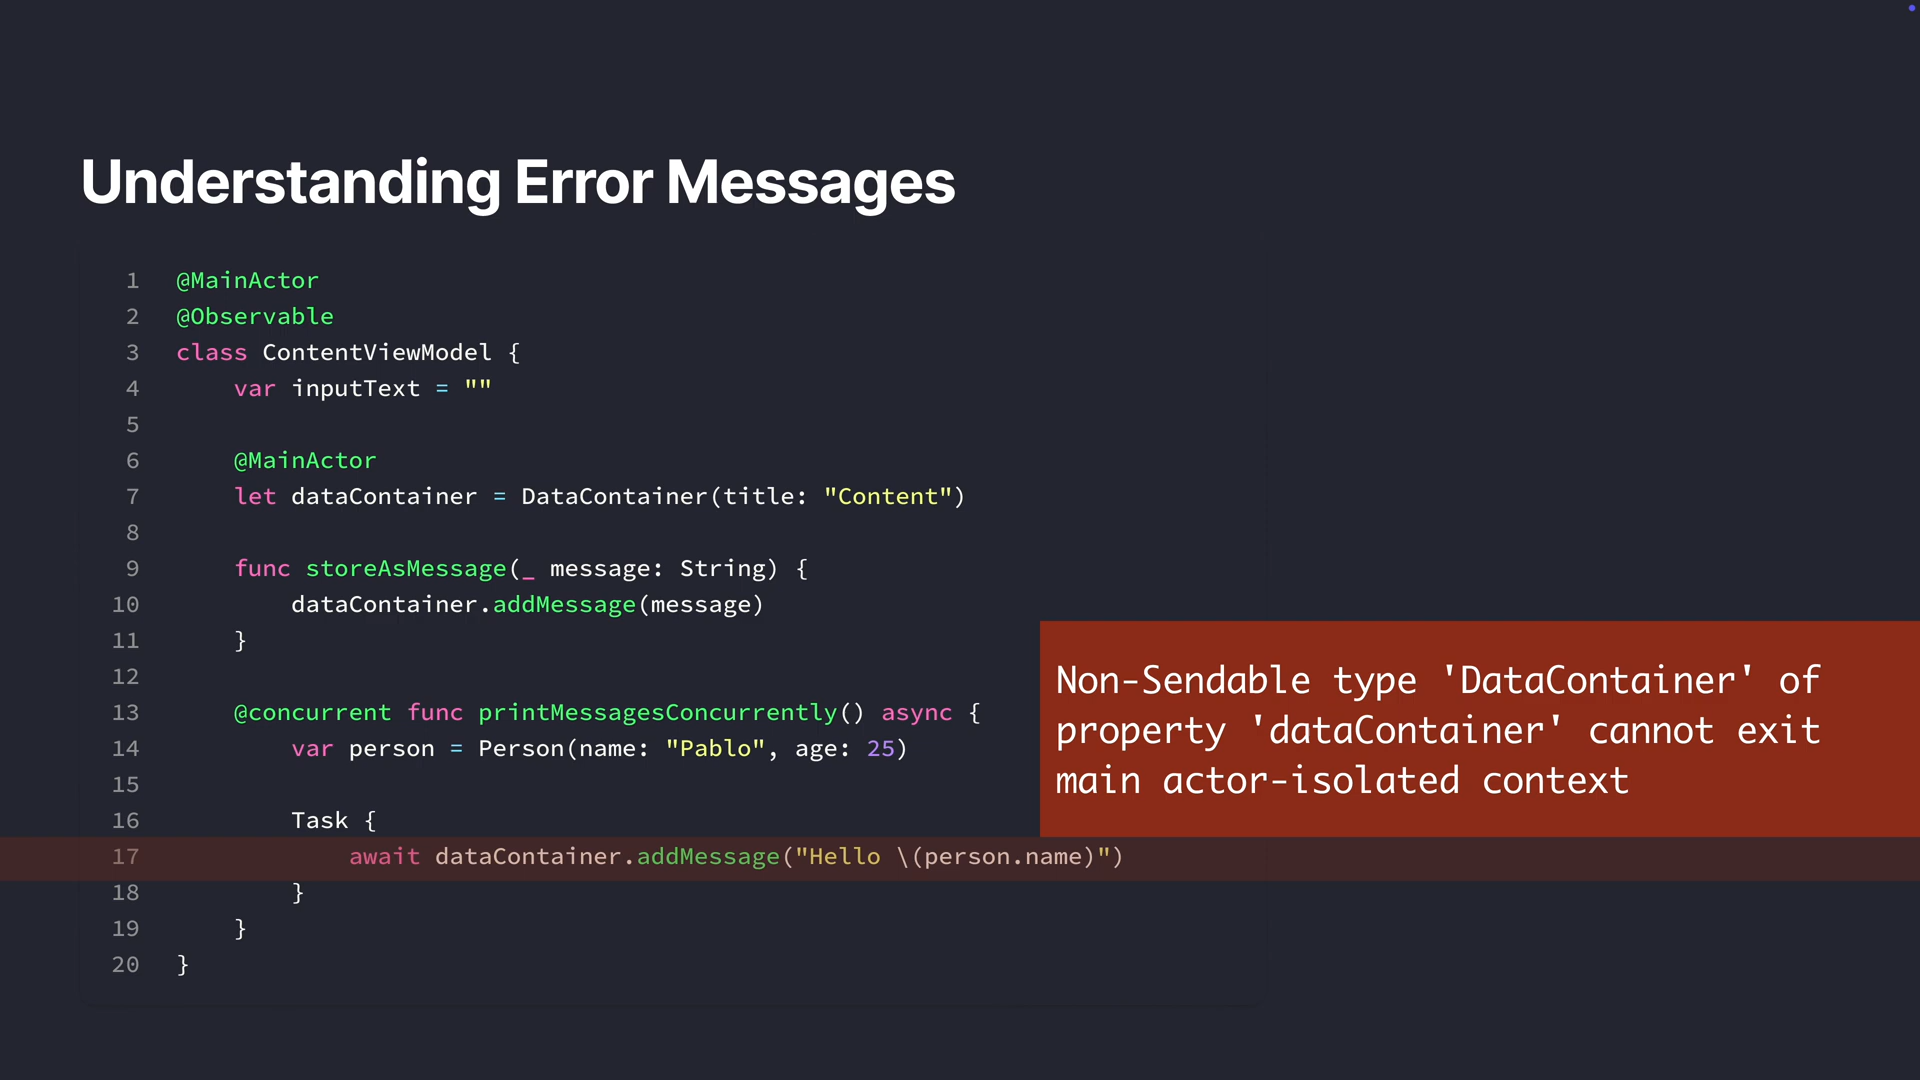 Understanding Error Messages
1 @MainActor
2 @Observable
3 class ContentViewModel {
4     var inputText = ""
5
6     @MainActor
7     let dataContainer = DataContainer(title: "Content")
8
9     func storeAsMessage(_ message: String) {
10         dataContainer.addMessage(message)
11     }
12
13     @concurrent func printMessagesConcurrently() async {
14         var person = Person(name: "Pablo", age: 25)
15
16         Task {
17             await dataContainer.addMessage("Hello \(person.name)")
18         }
19     }
20 }
Non-Sendable type 'DataContainer' of
property 'dataContainer' cannot exit
main actor-isolated context